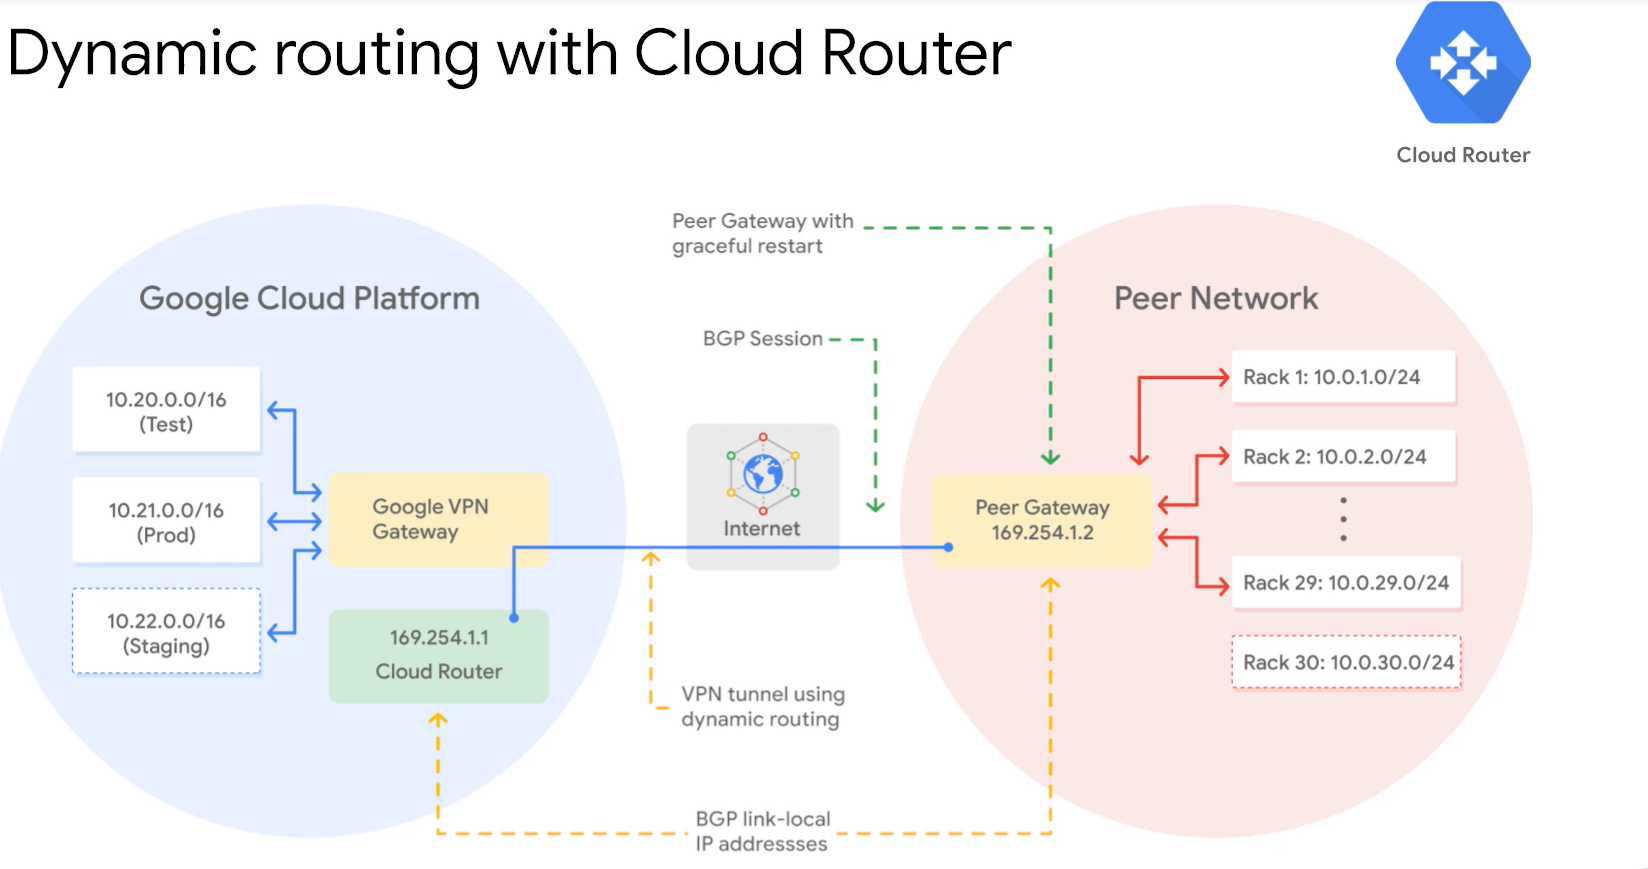 Dynamic routing with Cloud Router
Cloud Router
Peer Gateway with
graceful restart
Google Cloud Platform
Peer Network
BGP Session
10.20.0.0/16
(Test)
10.21.0.0/16
(Prod)
10.22.0.0/16
(Staging)
Google VPN
Gateway
169.254.1.1
Cloud Router
Internet
Peer Gateway
169.254.1.2
Rack 1: 10.0.1.0/24
Rack 2: 10.0.2.0/24
Rack 29: 10.0.29.0/24
Rack 30: 10.0.30.0/24
VPN tunnel using
dynamic routing
BGP link-local
IP addressses